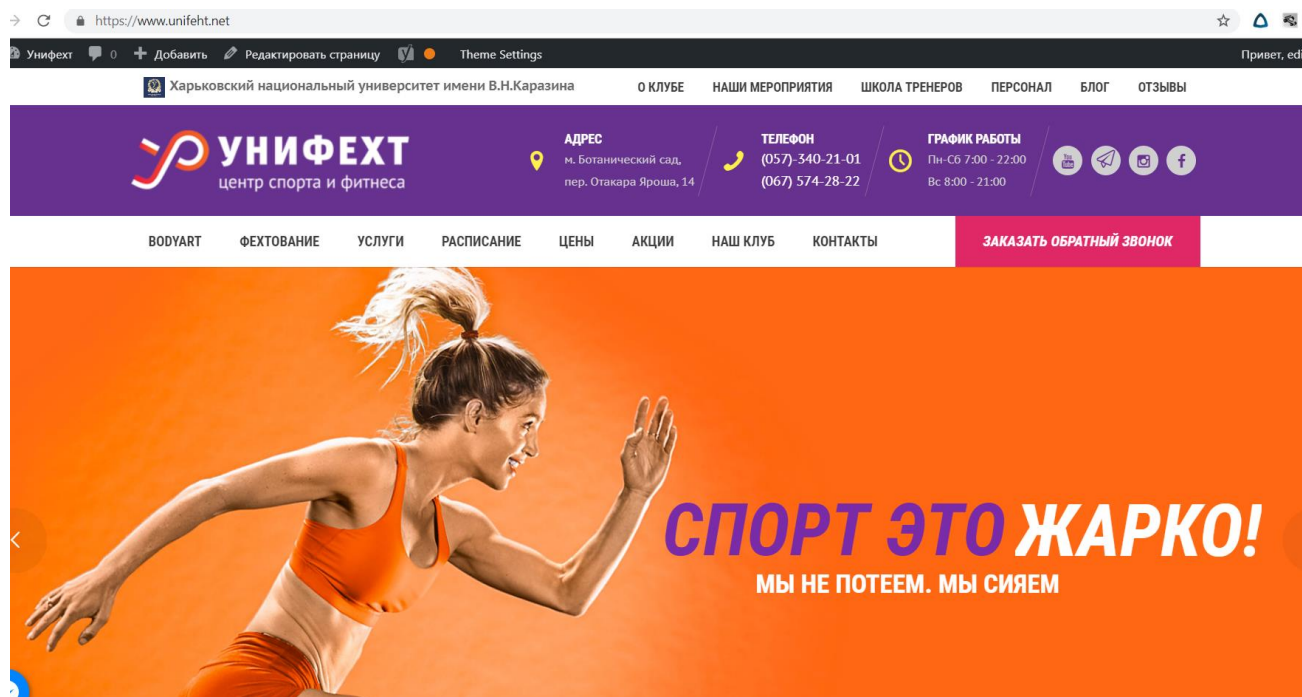 https://www.unifeht.net
Унифехт 0 Добавить Редактировать страницу Theme Settings Привет, edi
Харьковский национальный университет имени В.Н.Каразина О КЛУБЕ НАШИ МЕРОПРИЯТИЯ ШКОЛА ТРЕНЕРОВ ПЕРСОНАЛ БЛОГ ОТЗЫВЫ
УНИФЕХТ
центр спорта и фитнеса
АДРЕС
м. Ботанический сад,
пер. Отакара Яроша, 14
ТЕЛЕФОН
(057)-340-21-01
(067) 574-28-22
ГРАФИК РАБОТЫ
Пн-Сб 7:00 - 22:00
Вс 8:00 - 21:00
You Tube
BODYART ФЕХТОВАНИЕ УСЛУГИ РАСПИСАНИЕ ЦЕНЫ АКЦИИ НАШ КЛУБ КОНТАКТЫ ЗАКАЗАТЬ ОБРАТНЫЙ ЗВОНОК
СПОРТ ЭТО ЖАРКО!
МЫ НЕ ПОТЕЕМ. МЫ СИЯЕМ